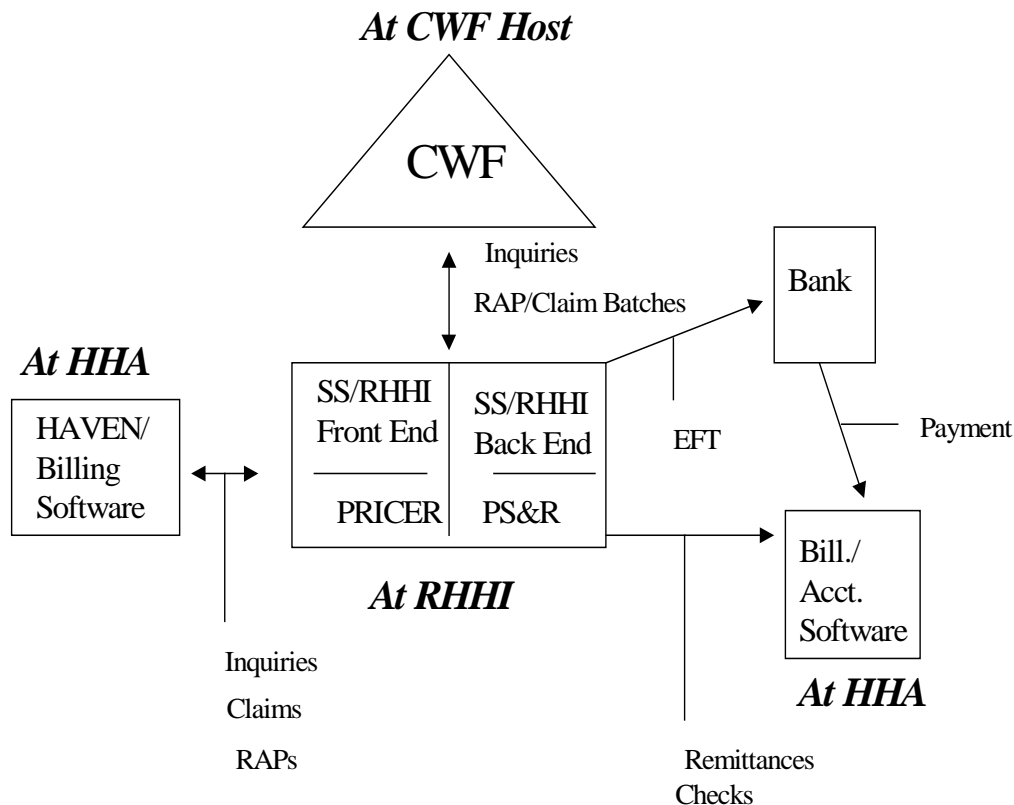 At CWF Host
CWF
Inquiries
RAP/Claim Batches
Bank
At HHA
HAVEN/
Billing
Software
SS/RHHI
Front End
PRICER
SS/RHHI
Back End
PS&R
EFT
Payment
At RHHI
Bill./
Acct.
Software
At HHA
Inquiries
Claims
RAPs
Remittances
Checks